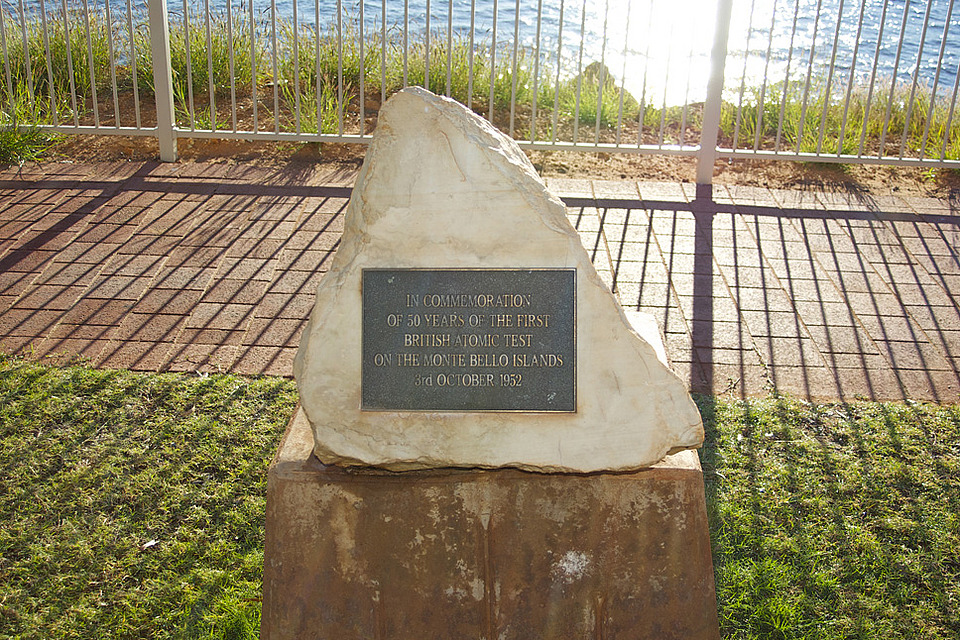 IN COMMEMORATION
OF 50 YEARS OF THE FIRST
BRITISH ATOMIC TEST
ON THE MONTE BELLO ISLANDS
3rd OCTOBER 1952